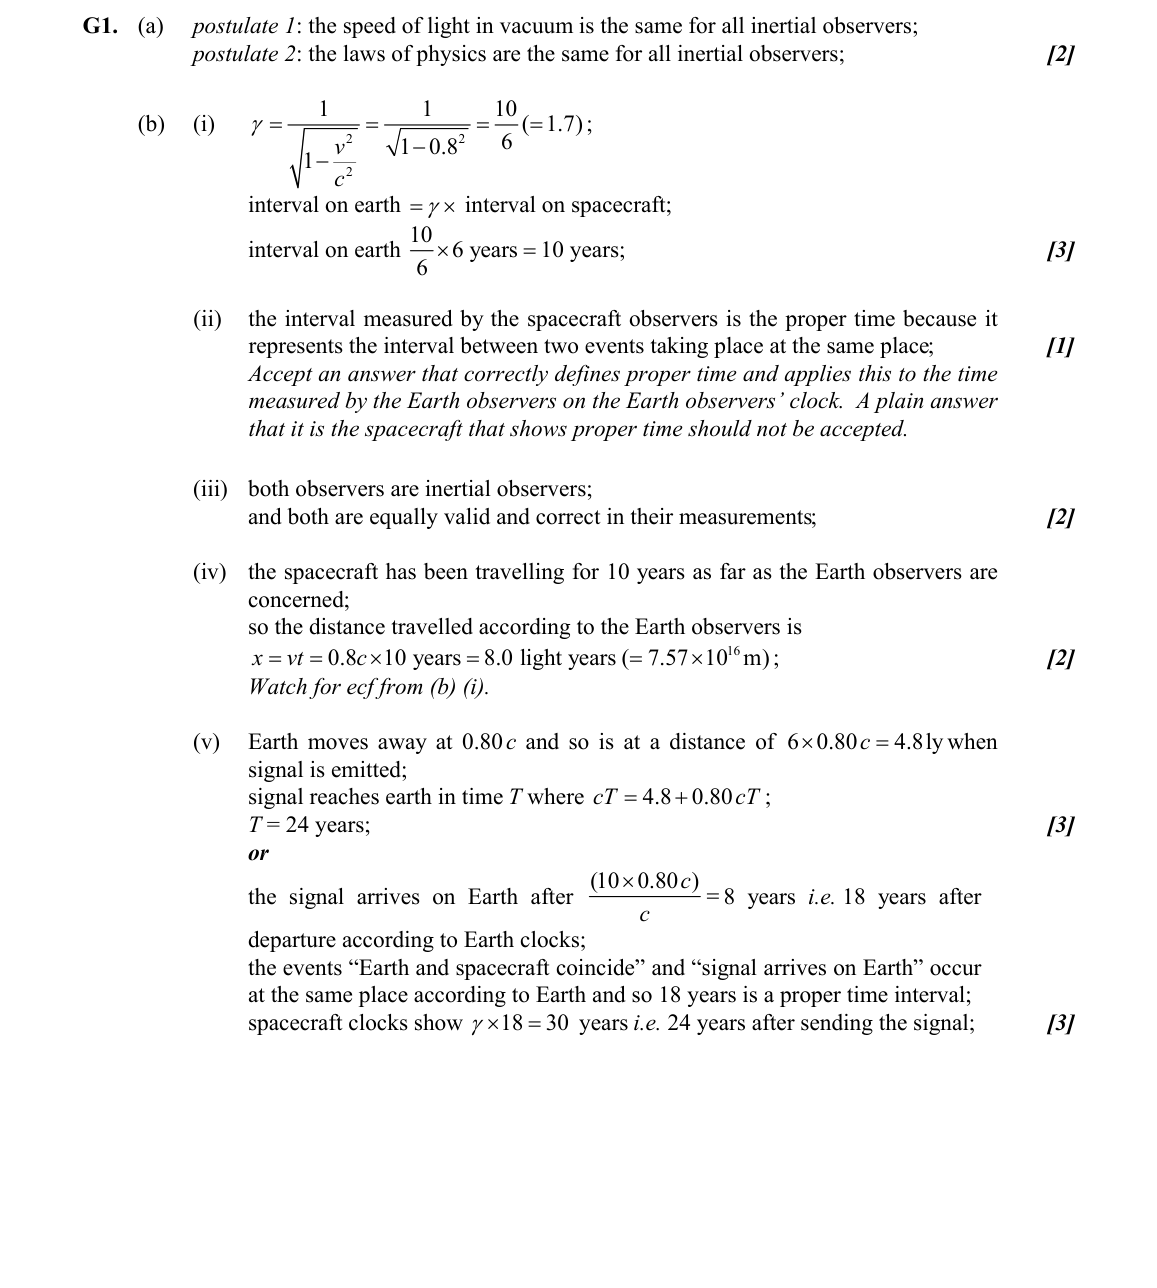 G1. (a) postulate 1: the speed of light in vacuum is the same for all inertial observers;
postulate 2: the laws of physics are the same for all inertial observers; [2]
(b) (i) γ = 1/√(1 − v²/c²) = 1/√(1 − 0.8²) = 10/6 (= 1.7);
interval on earth = γ × interval on spacecraft;
interval on earth 10/6 × 6 years = 10 years; [3]
(ii) the interval measured by the spacecraft observers is the proper time because it
represents the interval between two events taking place at the same place; [1]
Accept an answer that correctly defines proper time and applies this to the time
measured by the Earth observers on the Earth observers’ clock. A plain answer
that it is the spacecraft that shows proper time should not be accepted.
(iii) both observers are inertial observers;
and both are equally valid and correct in their measurements; [2]
(iv) the spacecraft has been travelling for 10 years as far as the Earth observers are
concerned;
so the distance travelled according to the Earth observers is
x = vt = 0.8c × 10 years = 8.0 light years (= 7.57 × 10¹⁶ m); [2]
Watch for ecf from (b) (i).
(v) Earth moves away at 0.80c and so is at a distance of 6 × 0.80c = 4.8 ly when
signal is emitted;
signal reaches earth in time T where cT = 4.8 + 0.80cT;
T = 24 years; [3]
or
the signal arrives on Earth after (10 × 0.80c)/c = 8 years i.e. 18 years after
departure according to Earth clocks;
the events “Earth and spacecraft coincide” and “signal arrives on Earth” occur
at the same place according to Earth and so 18 years is a proper time interval;
spacecraft clocks show γ × 18 = 30 years i.e. 24 years after sending the signal; [3]